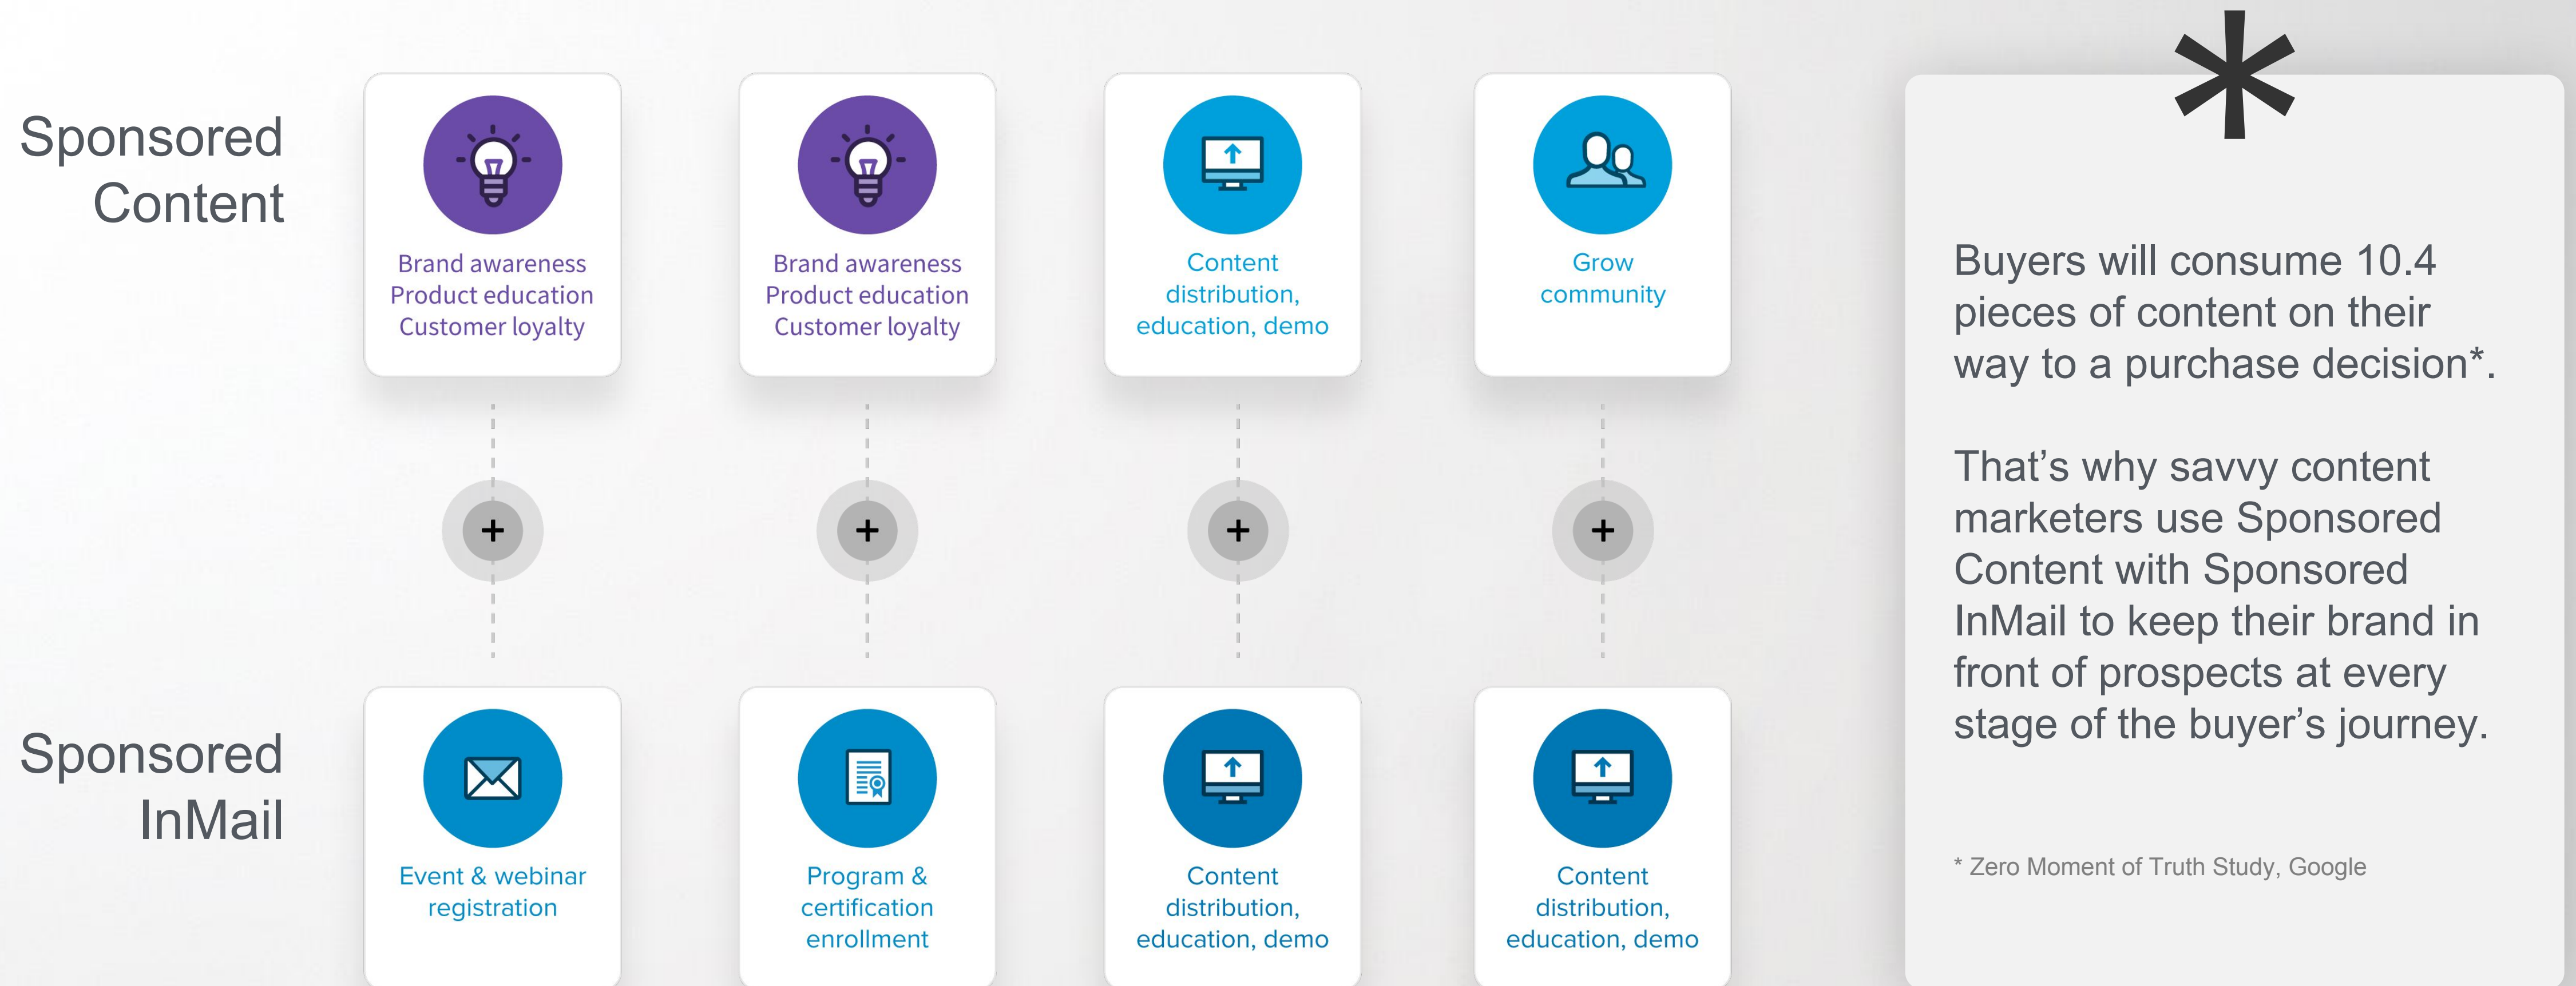 Sponsored
Content
Brand awareness
Product education
Customer loyalty
Brand awareness
Product education
Customer loyalty
Content
distribution,
education, demo
Grow
community
+
+
+
+
Sponsored
InMail
Event & webinar
registration
Program &
certification
enrollment
Content
distribution,
education, demo
Content
distribution,
education, demo
*
Buyers will consume 10.4
pieces of content on their
way to a purchase decision*.
That’s why savvy content
marketers use Sponsored
Content with Sponsored
InMail to keep their brand in
front of prospects at every
stage of the buyer’s journey.
* Zero Moment of Truth Study, Google